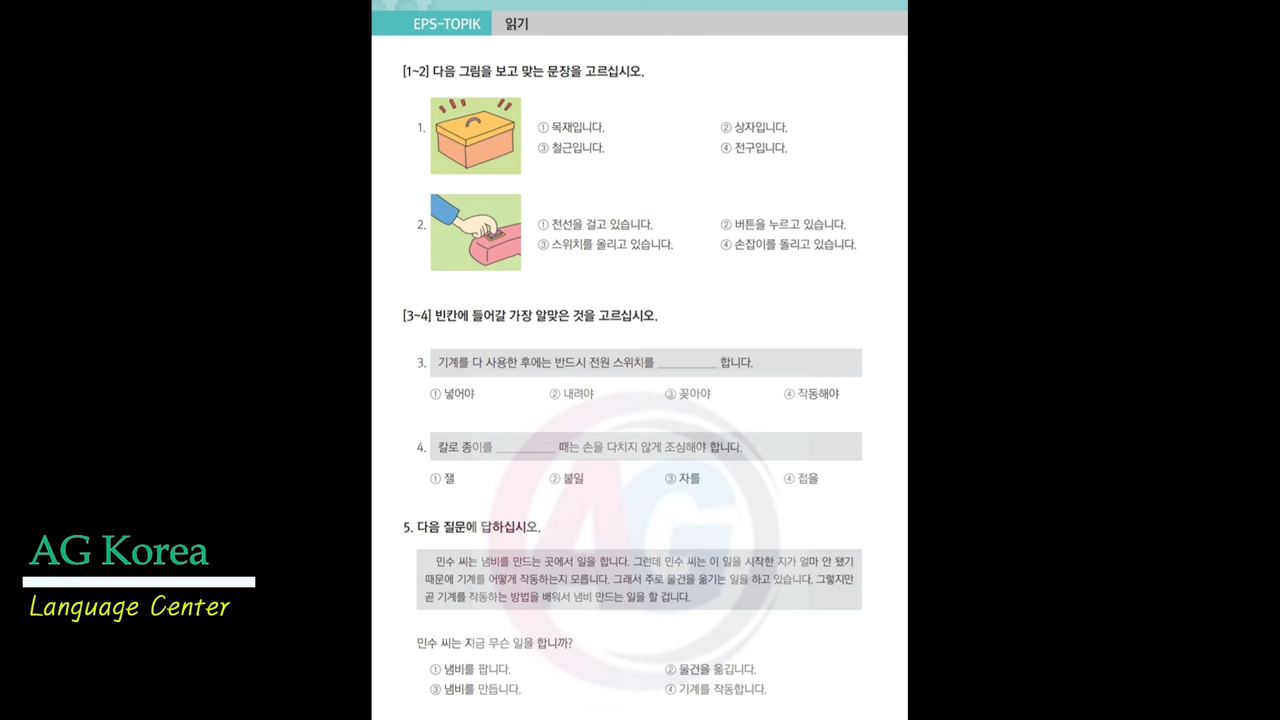 EPS-TOPIK 읽기
[1~2] 다음 그림을 보고 맞는 문장을 고르십시오.
1.
① 목재입니다. ② 상자입니다.
③ 철근입니다. ④ 전구입니다.
2.
① 전선을 걸고 있습니다. ② 버튼을 누르고 있습니다.
③ 스위치를 올리고 있습니다. ④ 손잡이를 돌리고 있습니다.
[3~4] 빈칸에 들어갈 가장 알맞은 것을 고르십시오.
3. 기계를 다 사용한 후에는 반드시 전원 스위치를 __________ 합니다.
① 넣어야 ② 내려야 ③ 꽂아야 ④ 작동해야
4. 칼로 종이를 __________ 때는 손을 다치지 않게 조심해야 합니다.
① 잴 ② 붙일 ③ 자를 ④ 접을
5. 다음 질문에 답하십시오.
민수 씨는 냄비를 만드는 곳에서 일을 합니다. 그런데 민수 씨는 이 일을 시작한 지가 얼마 안 됐기
때문에 기계를 어떻게 작동하는지 모릅니다. 그래서 주로 물건을 옮기는 일을 하고 있습니다. 그렇지만
곧 기계를 작동하는 방법을 배워서 냄비 만드는 일을 할 겁니다.
민수 씨는 지금 무슨 일을 합니까?
① 냄비를 팝니다. ② 물건을 옮깁니다.
③ 냄비를 만듭니다. ④ 기계를 작동합니다.
AG
AG Korea
Language Center